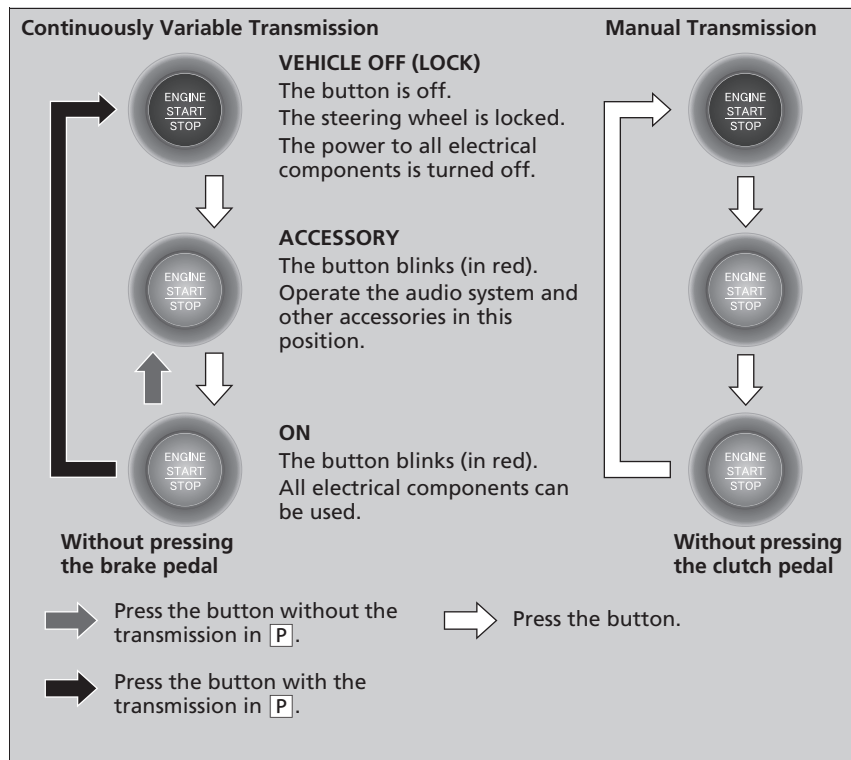 Continuously Variable Transmission
Manual Transmission
ENGINE
START
STOP
VEHICLE OFF (LOCK)
The button is off.
The steering wheel is locked.
The power to all electrical
components is turned off.
ENGINE
START
STOP
ENGINE
START
STOP
ACCESSORY
The button blinks (in red).
Operate the audio system and
other accessories in this
position.
ENGINE
START
STOP
ENGINE
START
STOP
ON
The button blinks (in red).
All electrical components can
be used.
ENGINE
START
STOP
Without pressing
the brake pedal
Without pressing
the clutch pedal
Press the button without the
transmission in P.
Press the button.
Press the button with the
transmission in P.